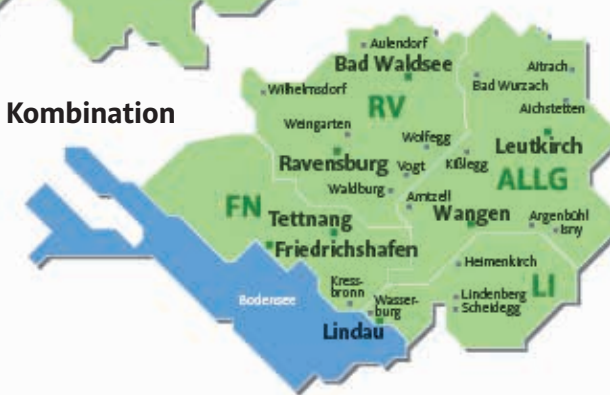 Aulendorf
Bad Waldsee
Aitrach
Bad Wurzach
Wilhelmsdorf
Aichstetten
Kombination
RV
Weingarten
Wolfegg
Leutkirch
Ravensburg
Vogt
Kißlegg
ALLG
Waldburg
Amtzell
FN
Tettnang
Wangen
Argenbühl
Isny
Friedrichshafen
Heimenkirch
LI
Kress-
bronn
Bodensee
Wasser-
burg
Lindenberg
Scheidegg
Lindau